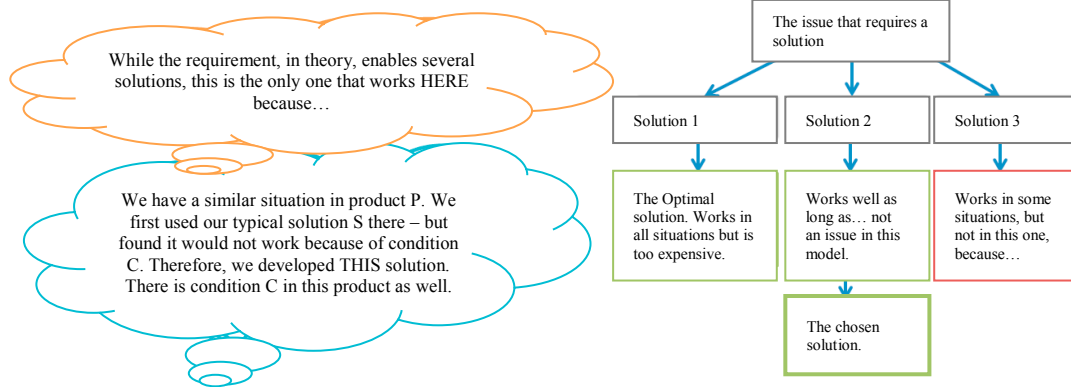 While the requirement, in theory, enables several
solutions, this is the only one that works HERE
because…
We have a similar situation in product P. We
first used our typical solution S there – but
found it would not work because of condition
C. Therefore, we developed THIS solution.
There is condition C in this product as well.
The issue that requires a
solution
Solution 1
Solution 2
Solution 3
The Optimal
solution. Works in
all situations but is
too expensive.
Works well as
long as… not
an issue in this
model.
Works in some
situations, but
not in this one,
because…
The chosen
solution.